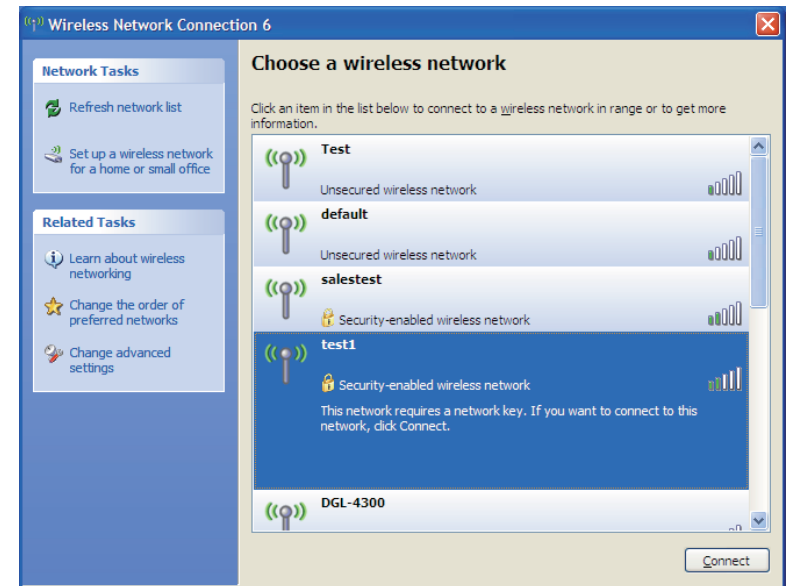 Wireless Network Connection 6
Network Tasks
Refresh network list
Set up a wireless network
for a home or small office
Related Tasks
Learn about wireless
networking
Change the order of
preferred networks
Change advanced
settings
Choose a wireless network
Click an item in the list below to connect to a wireless network in range or to get more
information.
Test
Unsecured wireless network
default
Unsecured wireless network
salestest
Security-enabled wireless network
test1
Security-enabled wireless network
This network requires a network key. If you want to connect to this
network, click Connect.
DGL-4300
Connect